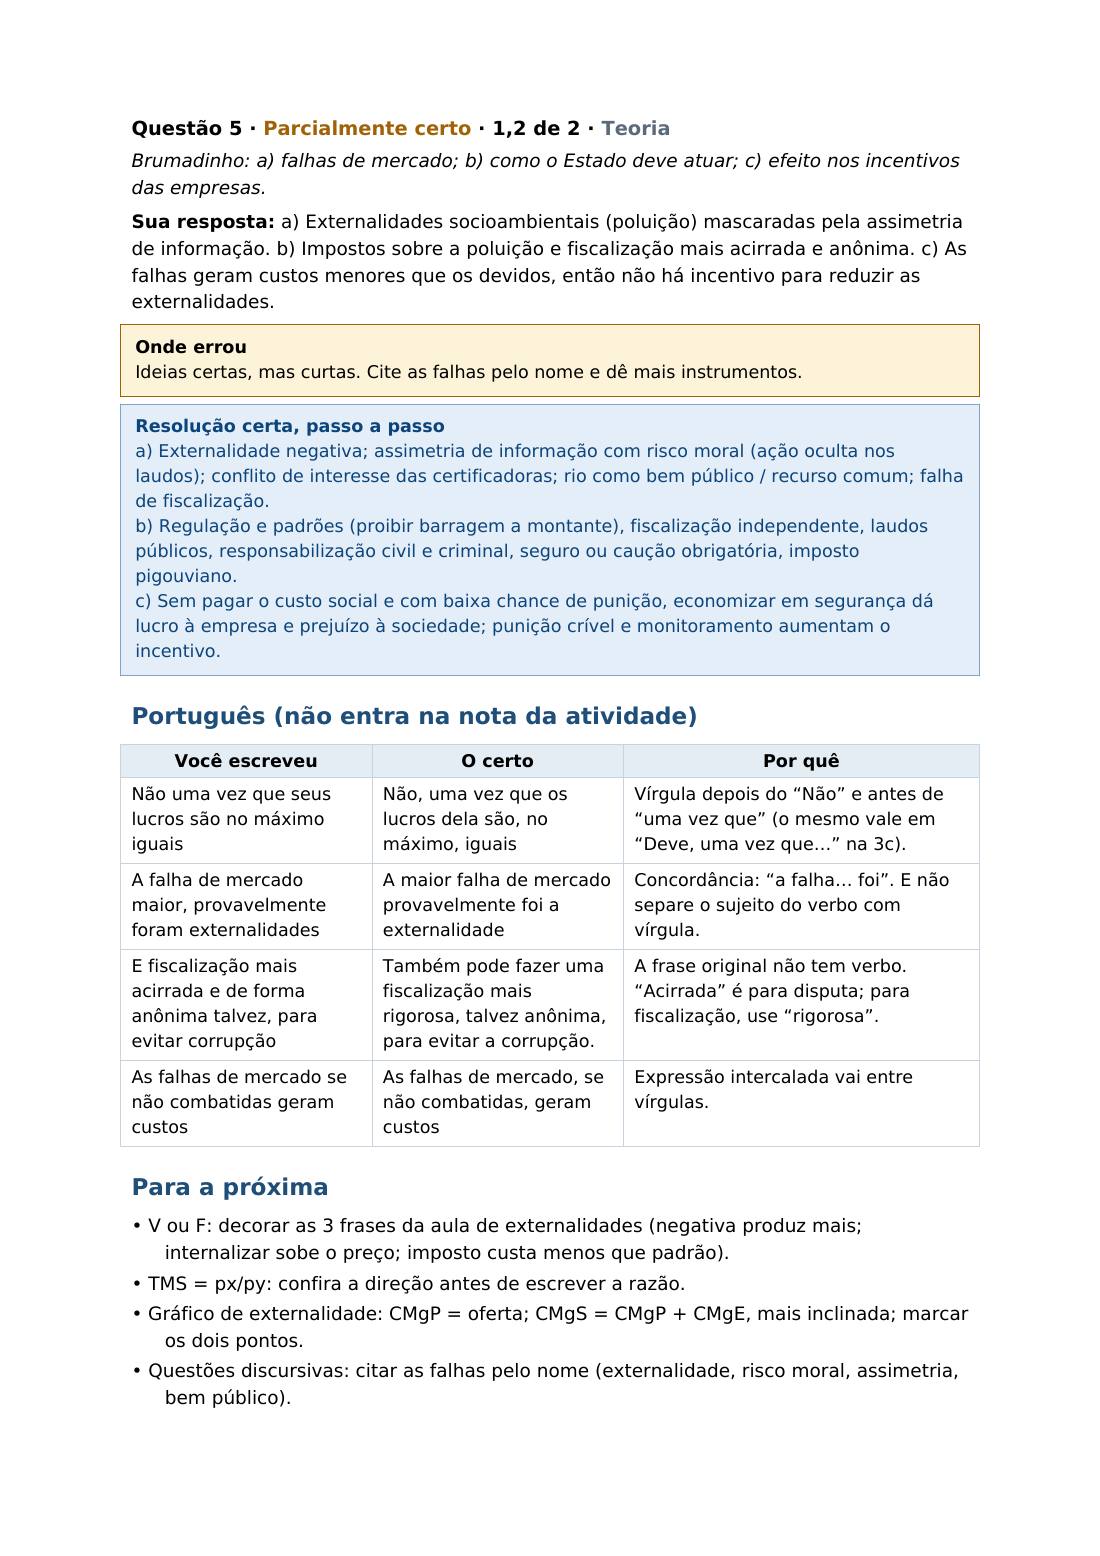 Questão 5 · Parcialmente certo · 1,2 de 2 · Teoria
Brumadinho: a) falhas de mercado; b) como o Estado deve atuar; c) efeito nos incentivos
das empresas.
Sua resposta: a) Externalidades socioambientais (poluição) mascaradas pela assimetria
de informação. b) Impostos sobre a poluição e fiscalização mais acirrada e anônima. c) As
falhas geram custos menores que os devidos, então não há incentivo para reduzir as
externalidades.
Onde errou
Ideias certas, mas curtas. Cite as falhas pelo nome e dê mais instrumentos.
Resolução certa, passo a passo
a) Externalidade negativa; assimetria de informação com risco moral (ação oculta nos
laudos); conflito de interesse das certificadoras; rio como bem público / recurso comum; falha
de fiscalização.
b) Regulação e padrões (proibir barragem a montante), fiscalização independente, laudos
públicos, responsabilização civil e criminal, seguro ou caução obrigatória, imposto
pigouviano.
c) Sem pagar o custo social e com baixa chance de punição, economizar em segurança dá
lucro à empresa e prejuízo à sociedade; punição crível e monitoramento aumentam o
incentivo.
Português (não entra na nota da atividade)
Você escreveu
O certo
Por quê
Não uma vez que seus
lucros são no máximo
iguais
Não, uma vez que os
lucros dela são, no
máximo, iguais
Vírgula depois do “Não” e antes de
“uma vez que” (o mesmo vale em
“Deve, uma vez que…” na 3c).
A falha de mercado
maior, provavelmente
foram externalidades
A maior falha de mercado
provavelmente foi a
externalidade
Concordância: “a falha… foi”. E não
separe o sujeito do verbo com
vírgula.
E fiscalização mais
acirrada e de forma
anônima talvez, para
evitar corrupção
Também pode fazer uma
fiscalização mais
rigorosa, talvez anônima,
para evitar a corrupção.
A frase original não tem verbo.
“Acirrada” é para disputa; para
fiscalização, use “rigorosa”.
As falhas de mercado se
não combatidas geram
custos
As falhas de mercado, se
não combatidas, geram
custos
Expressão intercalada vai entre
vírgulas.
Para a próxima
• V ou F: decorar as 3 frases da aula de externalidades (negativa produz mais;
internalizar sobe o preço; imposto custa menos que padrão).
• TMS = px/py: confira a direção antes de escrever a razão.
• Gráfico de externalidade: CMgP = oferta; CMgS = CMgP + CMgE, mais inclinada; marcar
os dois pontos.
• Questões discursivas: citar as falhas pelo nome (externalidade, risco moral, assimetria,
bem público).